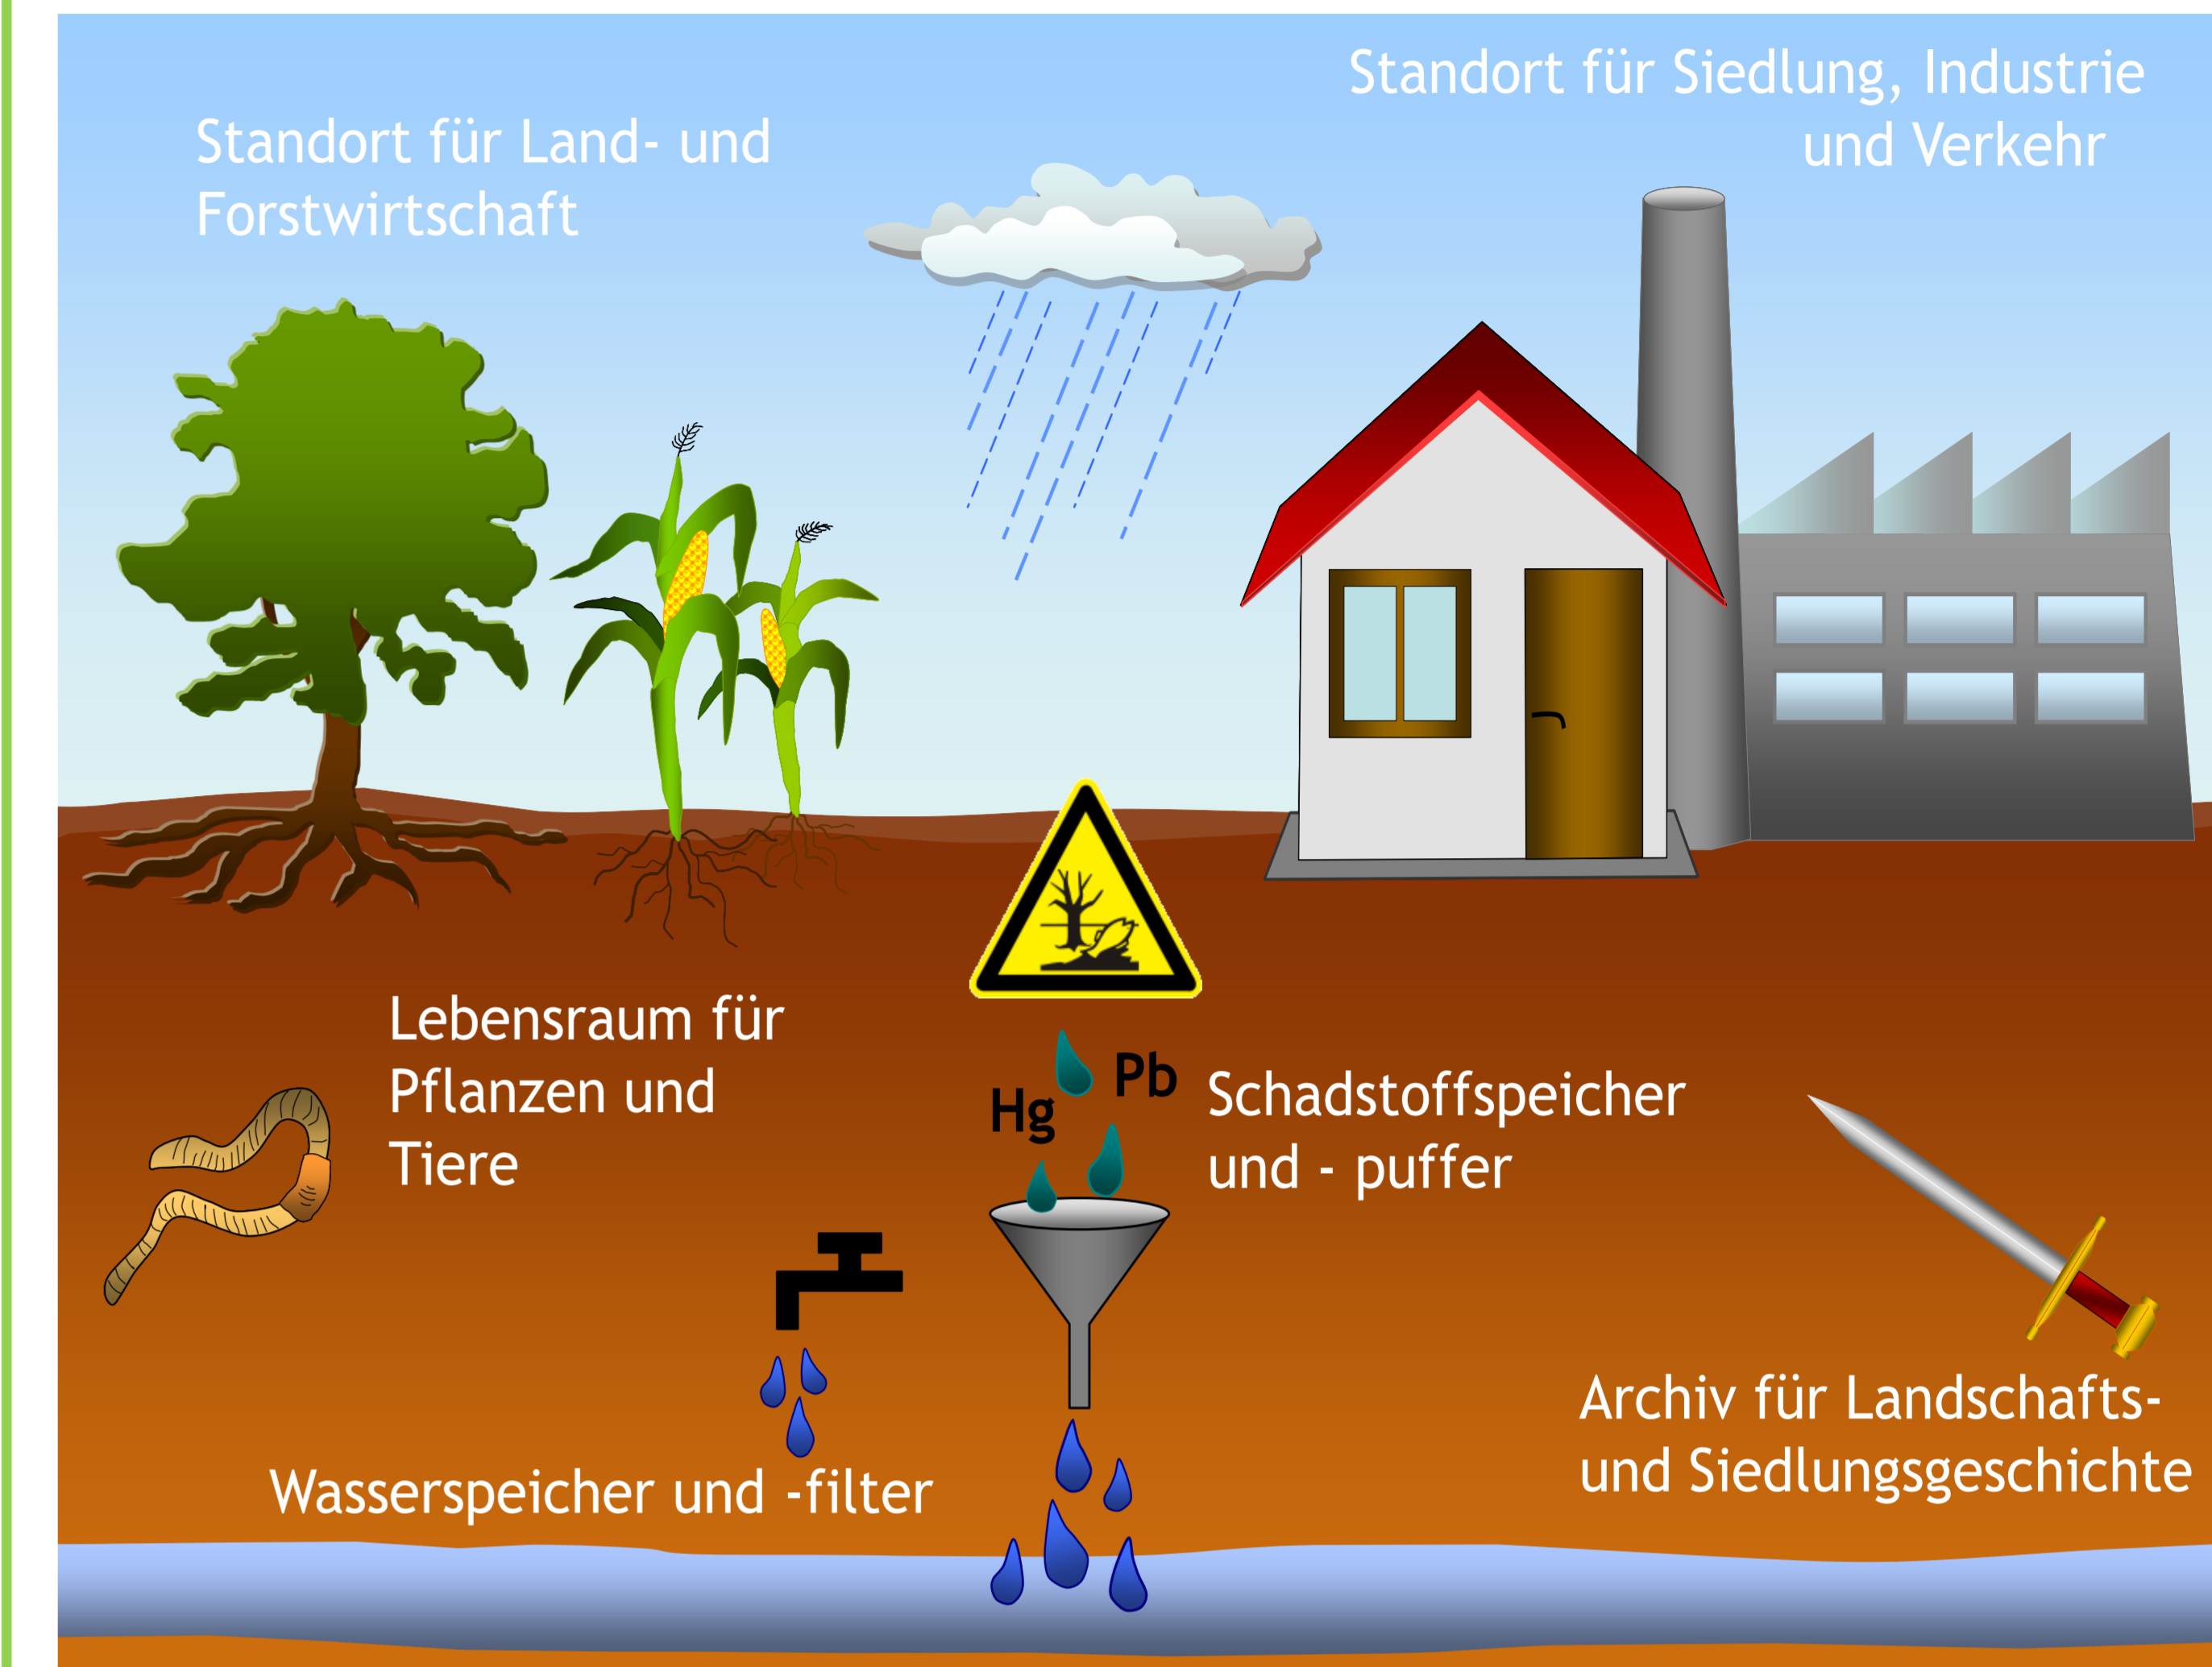 Standort für Siedlung, Industrie
und Verkehr
Standort für Land- und
Forstwirtschaft
Lebensraum für
Pflanzen und
Tiere
Hg
Pb
Schadstoffspeicher
und - puffer
Archiv für Landschafts-
und Siedlungsgeschichte
Wasserspeicher und -filter